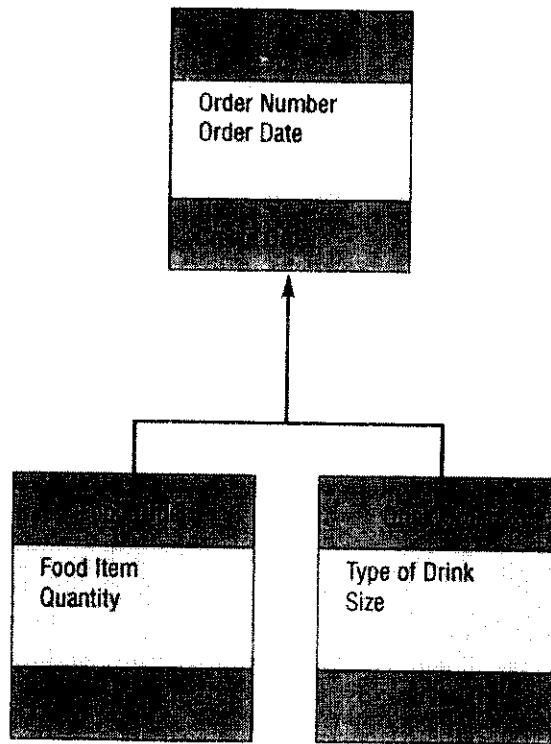 Order Number
Order Date
Food Item
Quantity
Type of Drink
Size